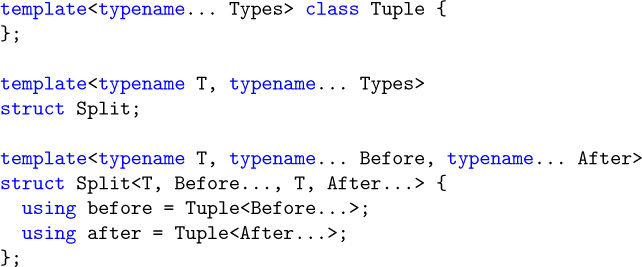 template<typename... Types> class Tuple {
};

template<typename T, typename... Types>
struct Split;

template<typename T, typename... Before, typename... After>
struct Split<T, Before..., T, After...> {
  using before = Tuple<Before...>;
  using after = Tuple<After...>;
};